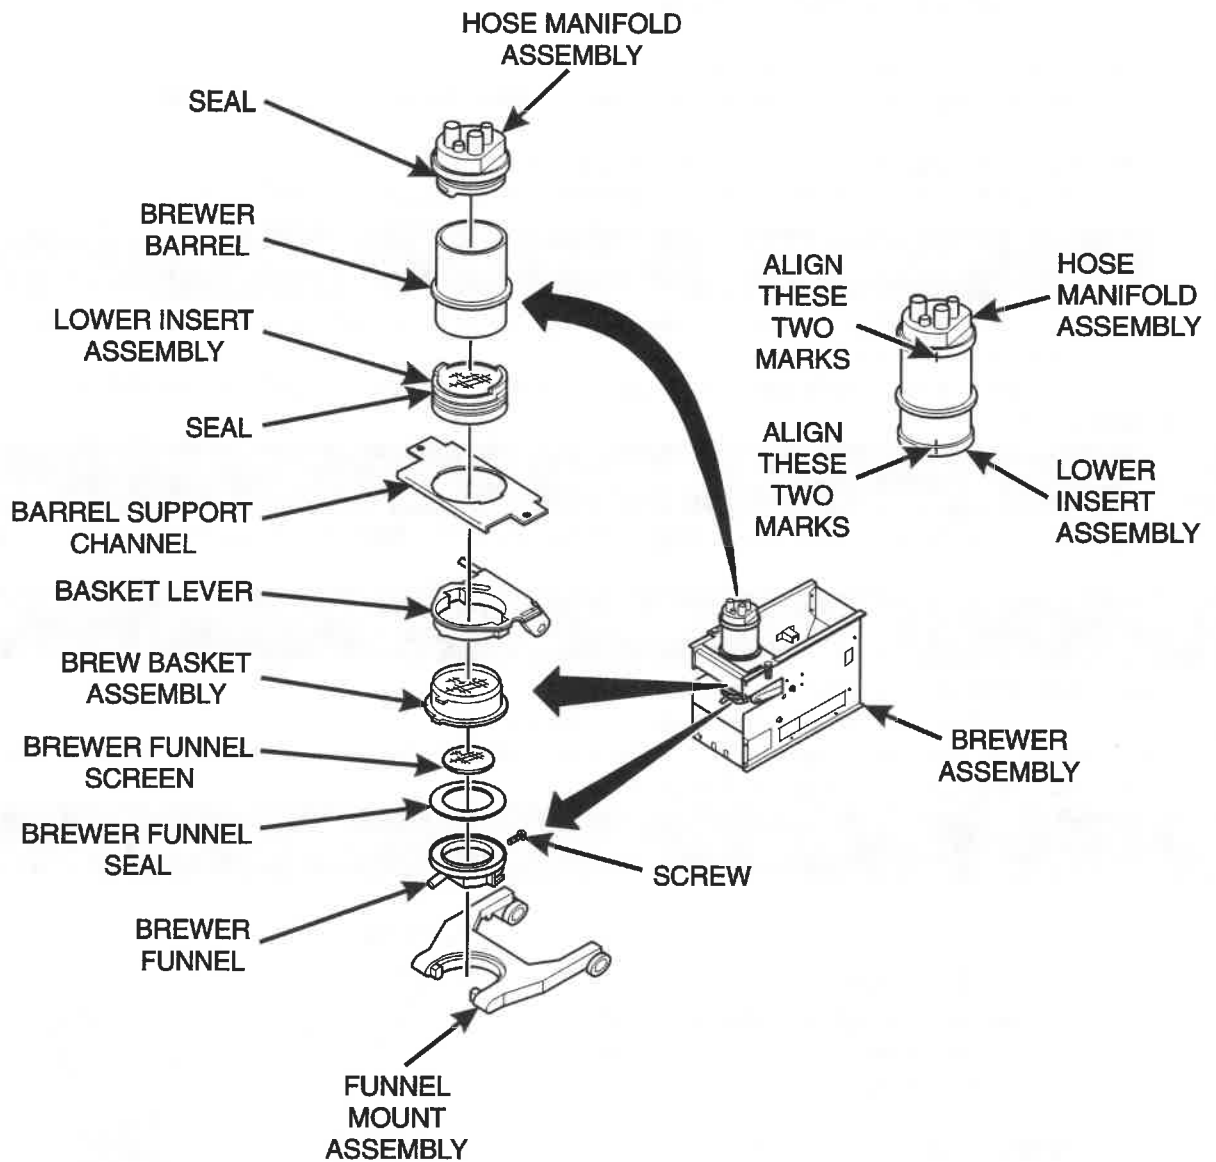 HOSE MANIFOLD
ASSEMBLY
SEAL
BREWER
BARREL
LOWER INSERT
ASSEMBLY
SEAL
BARREL SUPPORT
CHANNEL
BASKET LEVER
BREW BASKET
ASSEMBLY
BREWER FUNNEL
SCREEN
BREWER FUNNEL
SEAL
BREWER
FUNNEL
FUNNEL
MOUNT
ASSEMBLY
SCREW
ALIGN
THESE
TWO
MARKS
HOSE
MANIFOLD
ASSEMBLY
ALIGN
THESE
TWO
MARKS
LOWER
INSERT
ASSEMBLY
BREWER
ASSEMBLY